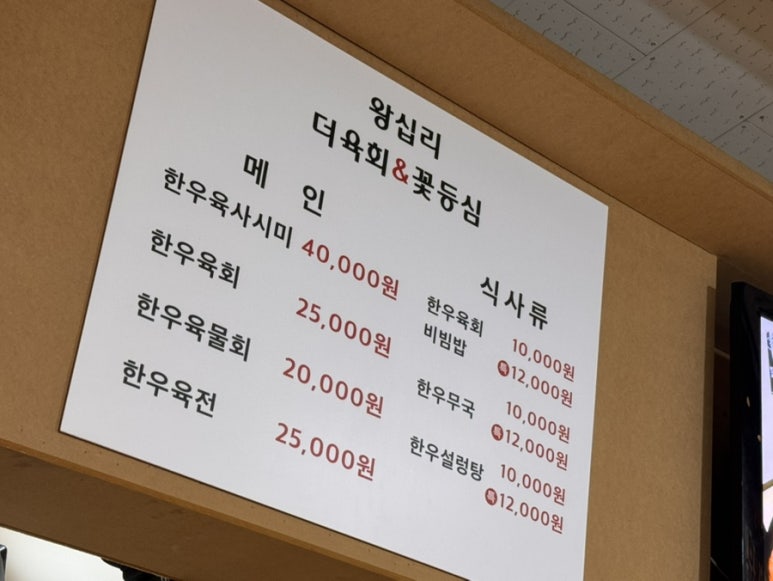 왕십리
더육회&꽃등심
메 인
한우육사시미 40,000원
한우육회 25,000원
한우육물회 20,000원
한우육전 25,000원
식사류
한우육회 10,000원
비빔밥 특12,000원
한우무국 10,000원
특12,000원
한우설렁탕 10,000원
특12,000원